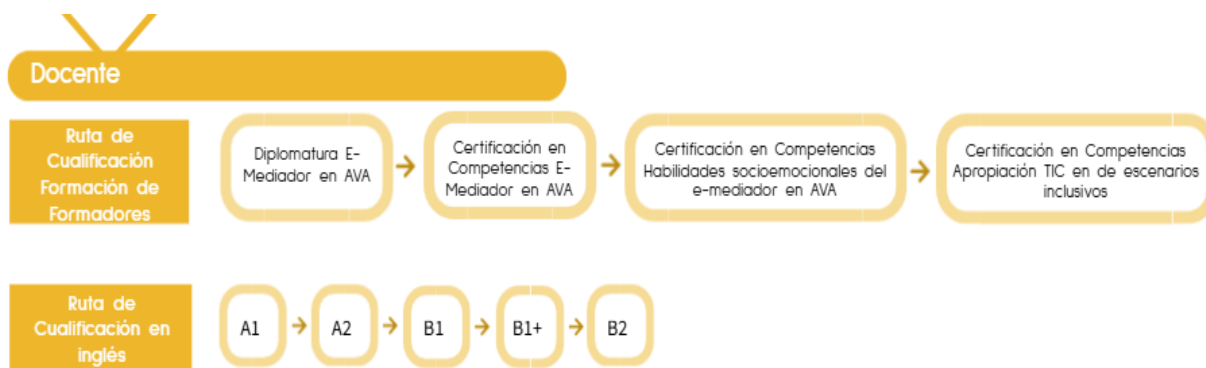 Docente
Ruta de
Cualificación
Formación de
Formadores
Diplomatura E-
Mediador en AVA
Certificación en
Competencias E-
Mediador en AVA
Certificación en Competencias
Habilidades socioemocionales del
e-mediador en AVA
Certificación en Competencias
Apropiación TIC en de escenarios
inclusivos
Ruta de
Cualificación en
inglés
A1
A2
B1
B1+
B2